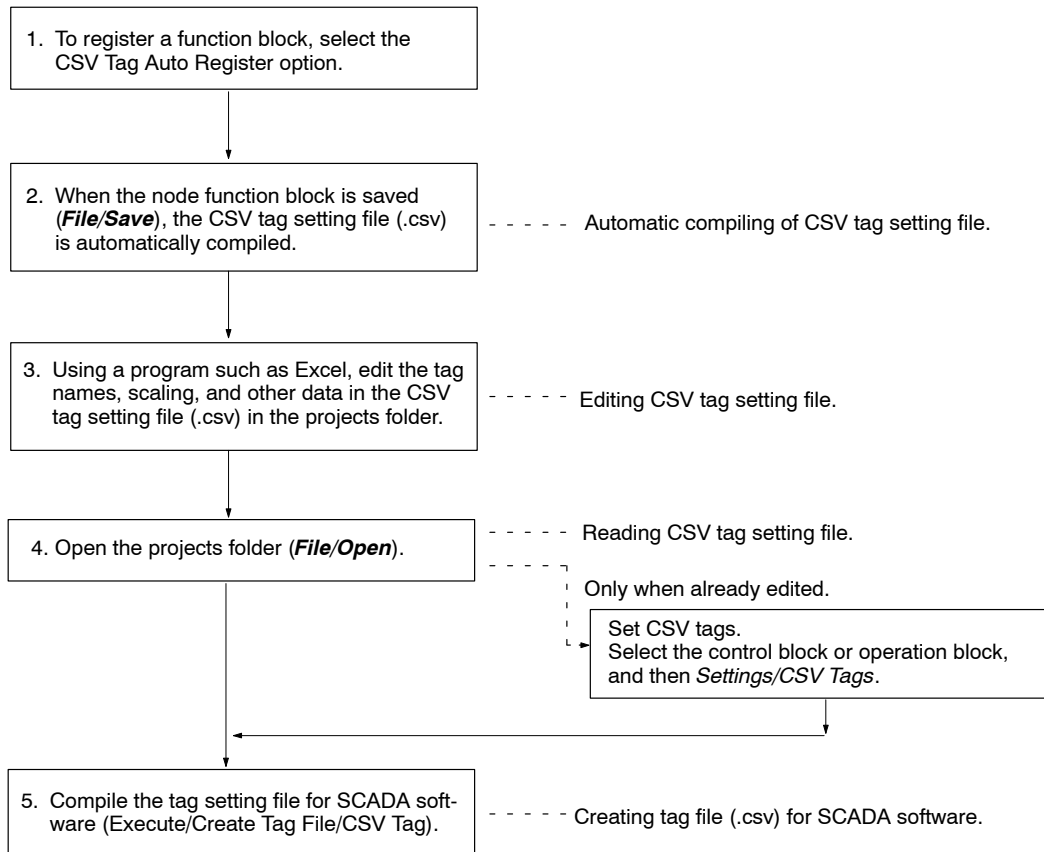 1. To register a function block, select the
CSV Tag Auto Register option.
2. When the node function block is saved
(File/Save), the CSV tag setting file (.csv)
is automatically compiled.
Automatic compiling of CSV tag setting file.
3. Using a program such as Excel, edit the tag
names, scaling, and other data in the CSV
tag setting file (.csv) in the projects folder.
Editing CSV tag setting file.
4. Open the projects folder (File/Open).
Reading CSV tag setting file.
Only when already edited.
Set CSV tags.
Select the control block or operation block,
and then Settings/CSV Tags.
5. Compile the tag setting file for SCADA soft-
ware (Execute/Create Tag File/CSV Tag).
Creating tag file (.csv) for SCADA software.